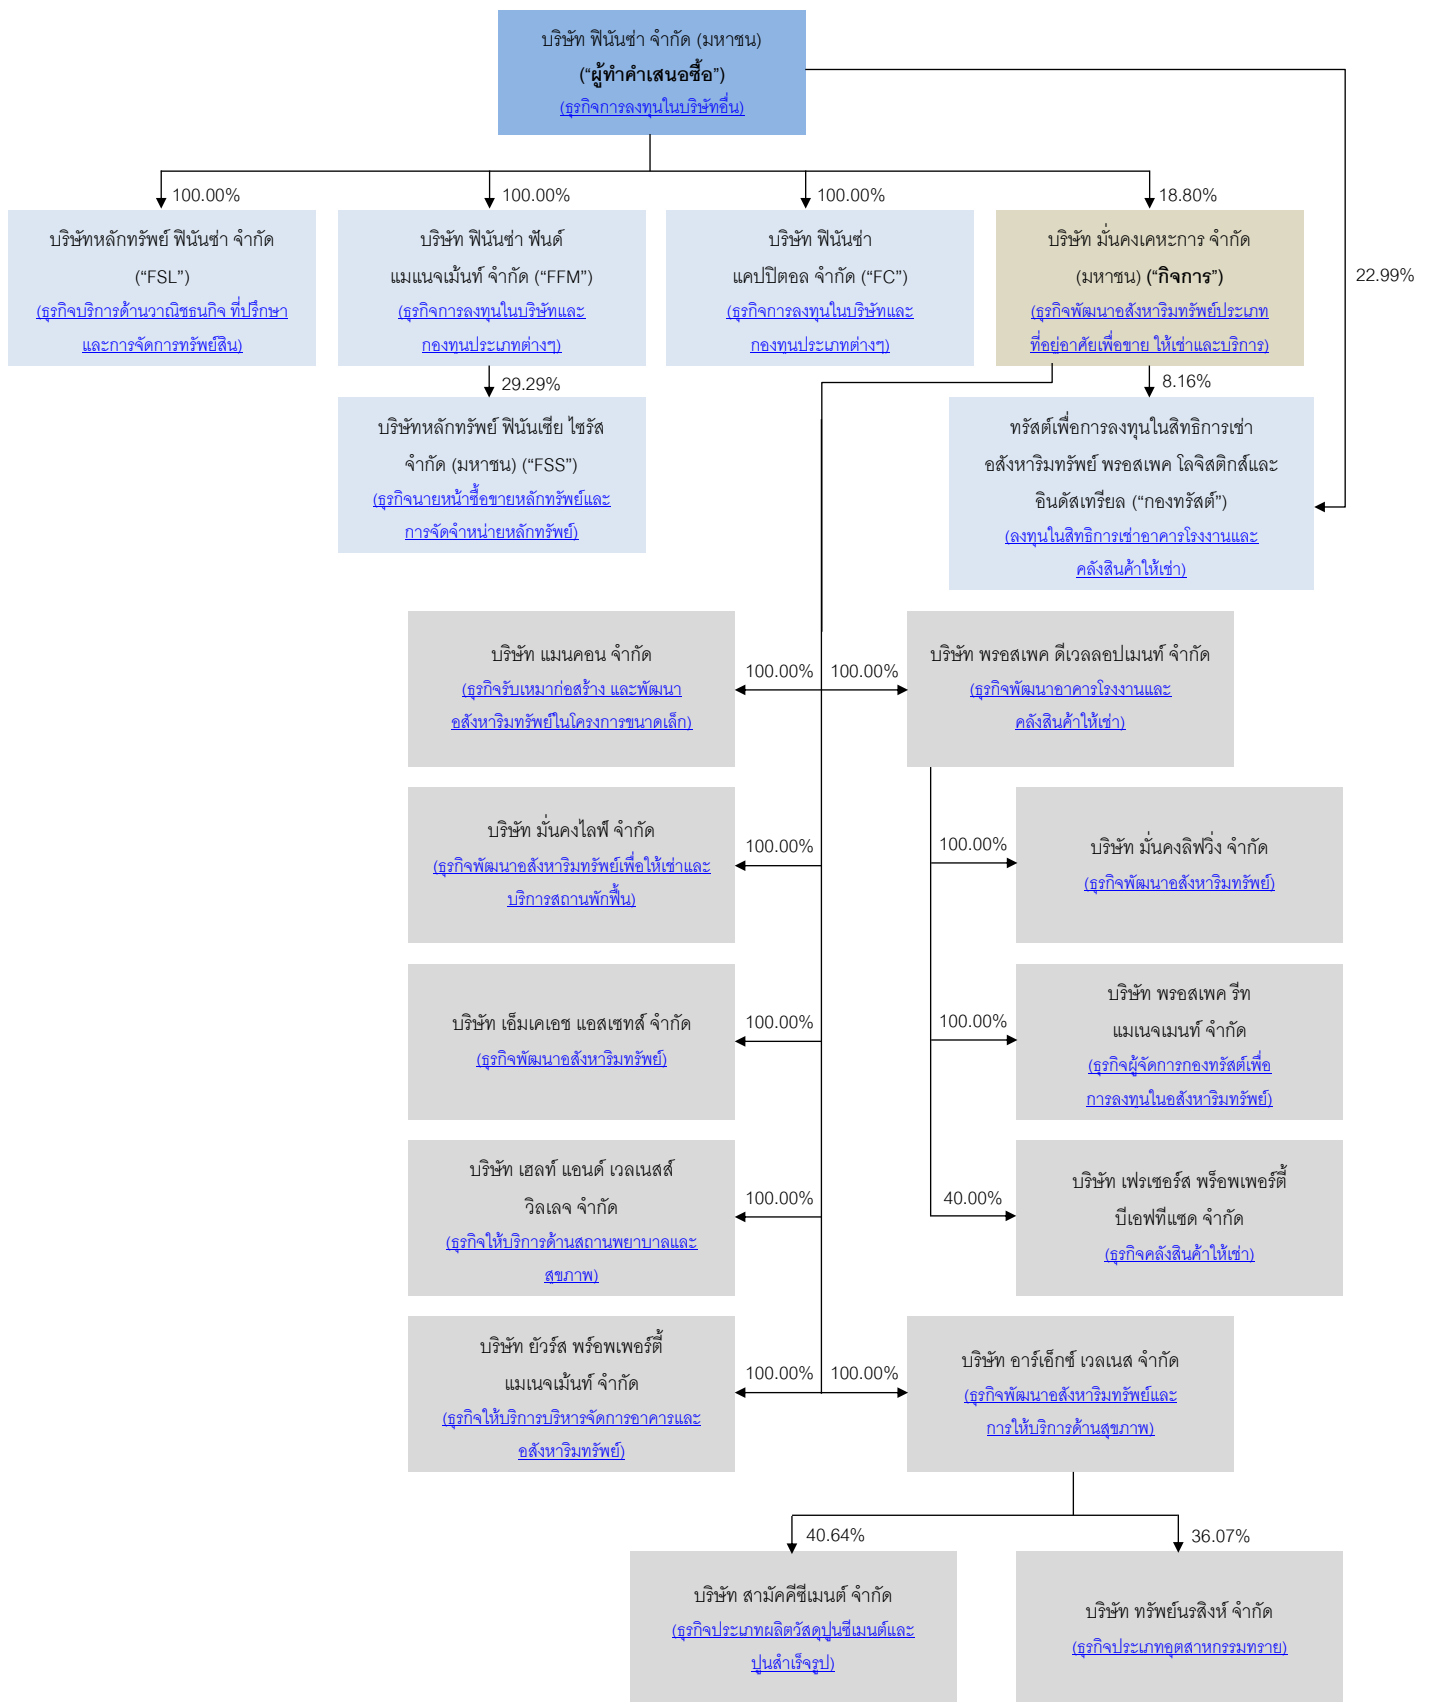 บริษัท ฟินันซ่า จำกัด (มหาชน)
(“ผู้ทำคำเสนอซื้อ”)
(ธุรกิจการลงทุนในบริษัทอื่น)
100.00%
100.00%
100.00%
18.80%
22.99%
บริษัทหลักทรัพย์ ฟินันซ่า จำกัด
(“FSL”)
(ธุรกิจบริการด้านวาณิชธนกิจ ที่ปรึกษา
และการจัดการทรัพย์สิน)
บริษัท ฟินันซ่า ฟันด์
แมแนจเม้นท์ จำกัด (“FFM”)
(ธุรกิจการลงทุนในบริษัทและ
กองทุนประเภทต่างๆ)
บริษัท ฟินันซ่า
แคปปิตอล จำกัด (“FC”)
(ธุรกิจการลงทุนในบริษัทและ
กองทุนประเภทต่างๆ)
บริษัท มั่นคงเคหะการ จำกัด
(มหาชน) (“กิจการ”)
(ธุรกิจพัฒนาอสังหาริมทรัพย์ประเภท
ที่อยู่อาศัยเพื่อขาย ให้เช่าและบริการ)
29.29%
8.16%
บริษัทหลักทรัพย์ ฟินันเซีย ไซรัส
จำกัด (มหาชน) (“FSS”)
(ธุรกิจนายหน้าซื้อขายหลักทรัพย์และ
การจัดจำหน่ายหลักทรัพย์)
ทรัสต์เพื่อการลงทุนในสิทธิการเช่า
อสังหาริมทรัพย์ พรอสเพค โลจิสติกส์และ
อินดัสเทรียล (“กองทรัสต์”)
(ลงทุนในสิทธิการเช่าอาคารโรงงานและ
คลังสินค้าให้เช่า)
บริษัท แมนคอน จำกัด
(ธุรกิจรับเหมาก่อสร้าง และพัฒนา
อสังหาริมทรัพย์ในโครงการขนาดเล็ก)
100.00%
100.00%
บริษัท พรอสเพค ดีเวลลอปเมนท์ จำกัด
(ธุรกิจพัฒนาอาคารโรงงานและ
คลังสินค้าให้เช่า)
บริษัท มั่นคงไลฟ์ จำกัด
(ธุรกิจพัฒนาอสังหาริมทรัพย์เพื่อให้เช่าและ
บริการสถานพักฟื้น)
100.00%
100.00%
บริษัท มั่นคงลิฟวิ่ง จำกัด
(ธุรกิจพัฒนาอสังหาริมทรัพย์)
บริษัท เอ็มเคเอช แอสเซทส์ จำกัด
(ธุรกิจพัฒนาอสังหาริมทรัพย์)
100.00%
100.00%
บริษัท พรอสเพค รีท
แมเนจเมนท์ จำกัด
(ธุรกิจผู้จัดการกองทรัสต์เพื่อ
การลงทุนในอสังหาริมทรัพย์)
บริษัท เฮลท์ แอนด์ เวลเนสส์
วิลเลจ จำกัด
(ธุรกิจให้บริการด้านสถานพยาบาลและ
สุขภาพ)
100.00%
40.00%
บริษัท เฟรเซอร์ส พร็อพเพอร์ตี้
บีเอฟทีแซด จำกัด
(ธุรกิจคลังสินค้าให้เช่า)
บริษัท ยัวร์ส พร์อพเพอร์ตี้
แมเนจเม้นท์ จำกัด
(ธุรกิจให้บริการบริหารจัดการอาคารและ
อสังหาริมทรัพย์)
100.00%
100.00%
บริษัท อาร์เอ็กซ์ เวลเนส จำกัด
(ธุรกิจพัฒนาอสังหาริมทรัพย์และ
การให้บริการด้านสุขภาพ)
40.64%
36.07%
บริษัท สามัคคีซีเมนต์ จำกัด
(ธุรกิจประเภทผลิตวัสดุปูนซีเมนต์และ
ปูนสำเร็จรูป)
บริษัท ทรัพย์นรสิงห์ จำกัด
(ธุรกิจประเภทอุตสาหกรรมทราย)